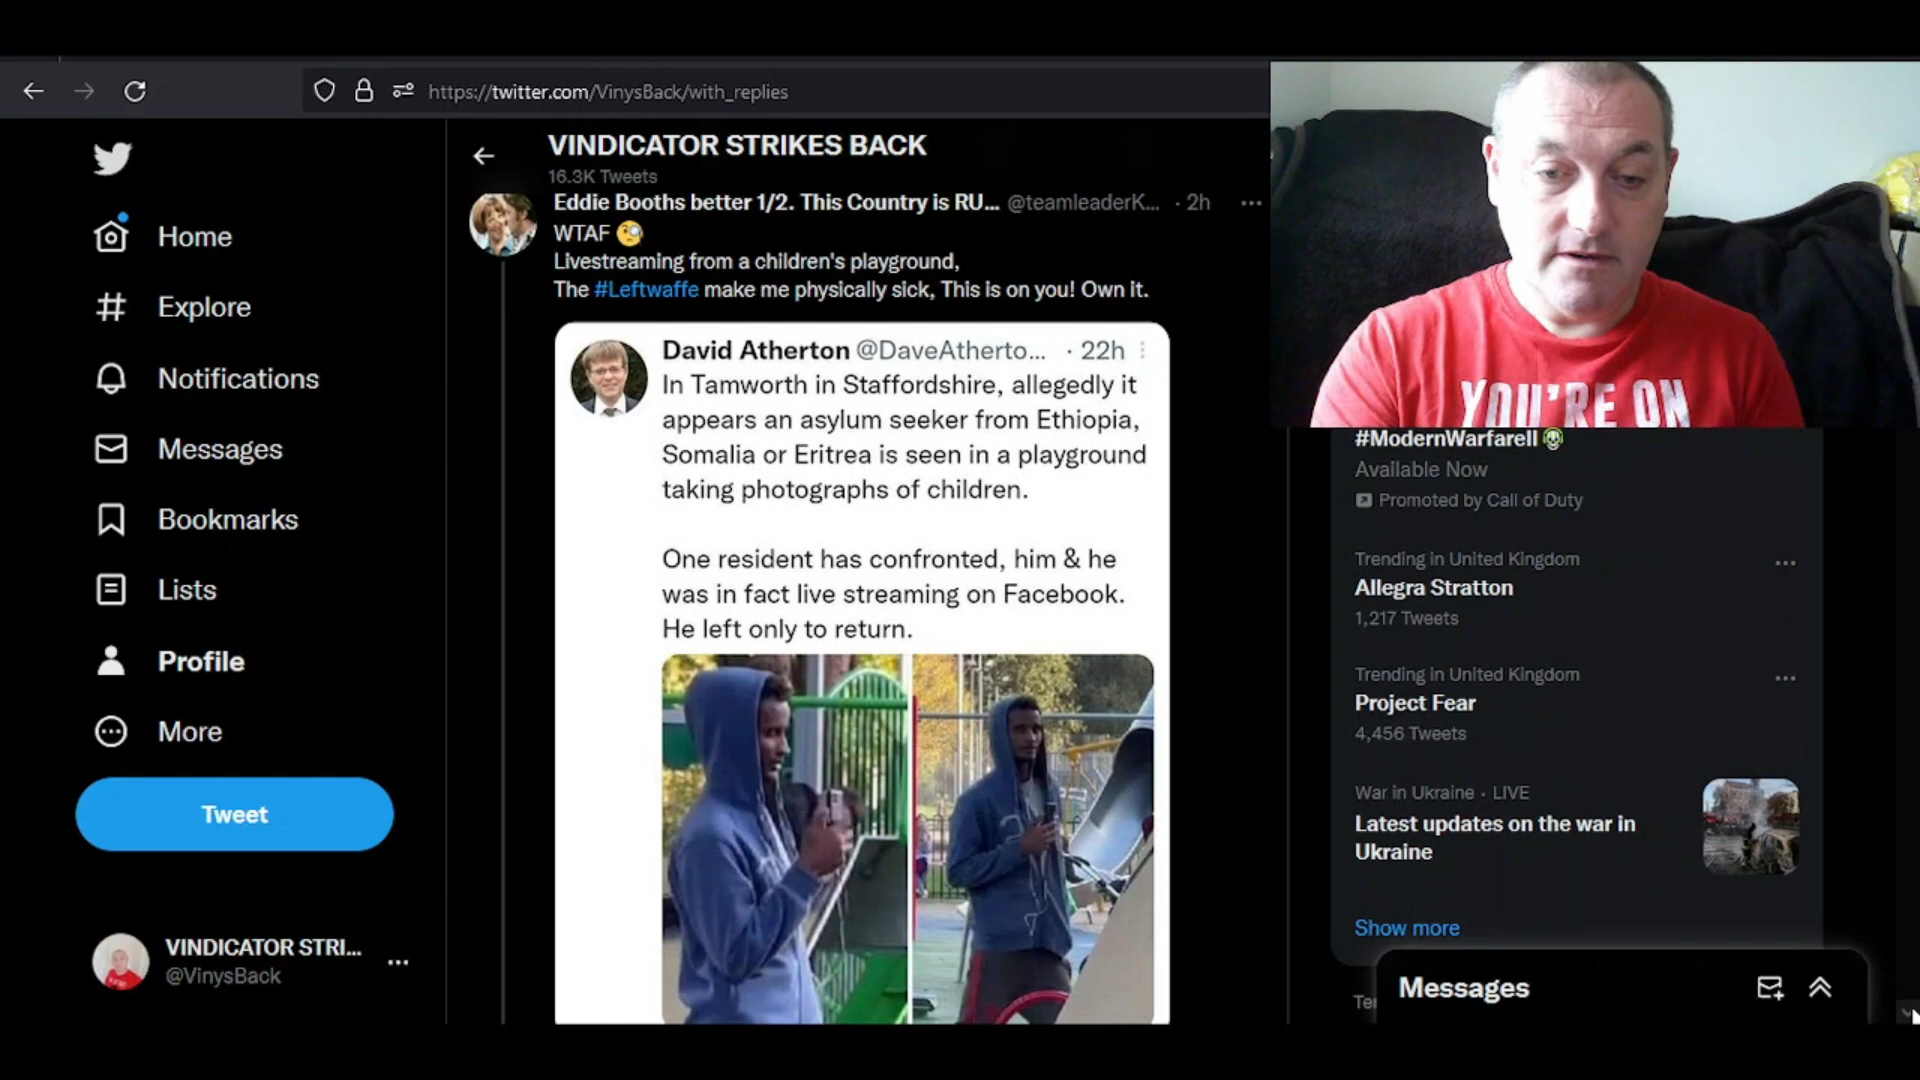 https://twitter.com/VinysBack/with_replies
VINDICATOR STRIKES BACK
16.3K Tweets
Home
Explore
Notifications
Messages
Bookmarks
Lists
Profile
More
Tweet
VINDICATOR STRI...
@VinysBack
Eddie Booths better 1/2. This Country is RU... @teamleaderK... · 2h
WTAF
Livestreaming from a children's playground,
The #Leftwaffe make me physically sick, This is on you! Own it.
David Atherton @DaveAtherto... · 22h
In Tamworth in Staffordshire, allegedly it
appears an asylum seeker from Ethiopia,
Somalia or Eritrea is seen in a playground
taking photographs of children.
One resident has confronted, him & he
was in fact live streaming on Facebook.
He left only to return.
YOU'RE ON
#ModernWarfareII
Available Now
Promoted by Call of Duty
Trending in United Kingdom
Allegra Stratton
1,217 Tweets
Trending in United Kingdom
Project Fear
4,456 Tweets
War in Ukraine · LIVE
Latest updates on the war in
Ukraine
Show more
Messages